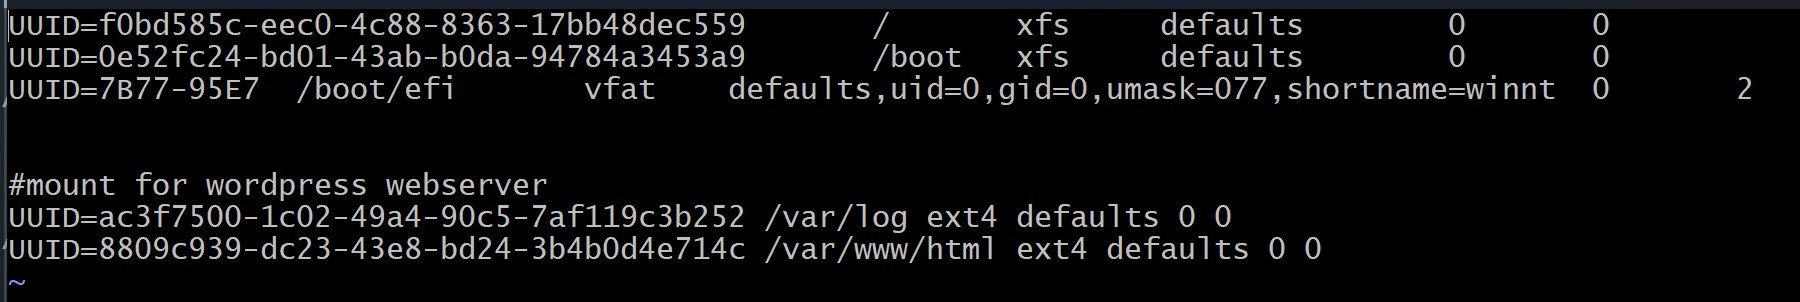 UUID=f0bd585c-eec0-4c88-8363-17bb48dec559 / xfs defaults 0 0
UUID=0e52fc24-bd01-43ab-b0da-94784a3453a9 /boot xfs defaults 0 0
UUID=7B77-95E7 /boot/efi vfat defaults,uid=0,gid=0,umask=077,shortname=winnt 0 2
#mount for wordpress webserver
UUID=ac3f7500-1c02-49a4-90c5-7af119c3b252 /var/log ext4 defaults 0 0
UUID=8809c939-dc23-43e8-bd24-3b4b0d4e714c /var/www/html ext4 defaults 0 0
~